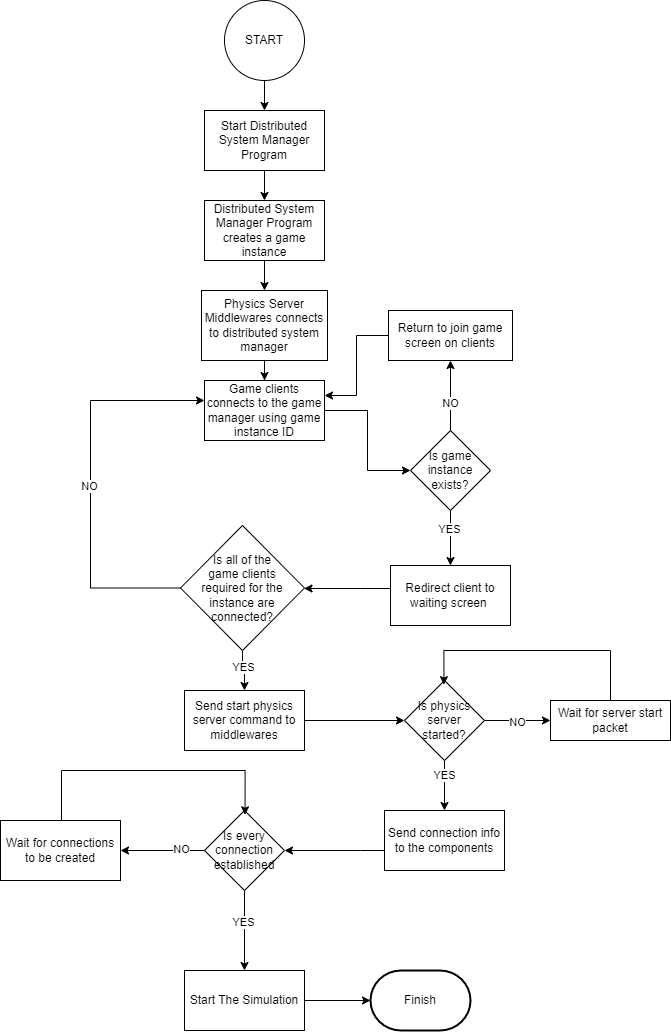 START
Start Distributed
System Manager
Program
Distributed System
Manager Program
creates a game
instance
Physics Server
Middlewares connects
to distributed system
manager
Return to join game
screen on clients
Game clients
connects to the game
manager using game
instance ID
NO
Is game
instance
exists?
NO
YES
Is all of the
game clients
required for the
instance are
connected?
Redirect client to
waiting screen
YES
Send start physics
server command to
middlewares
Is physics
server
started?
NO
Wait for server start
packet
YES
Send connection info
to the components
Is every
connection
established
NO
Wait for connections
to be created
YES
Start The Simulation
Finish